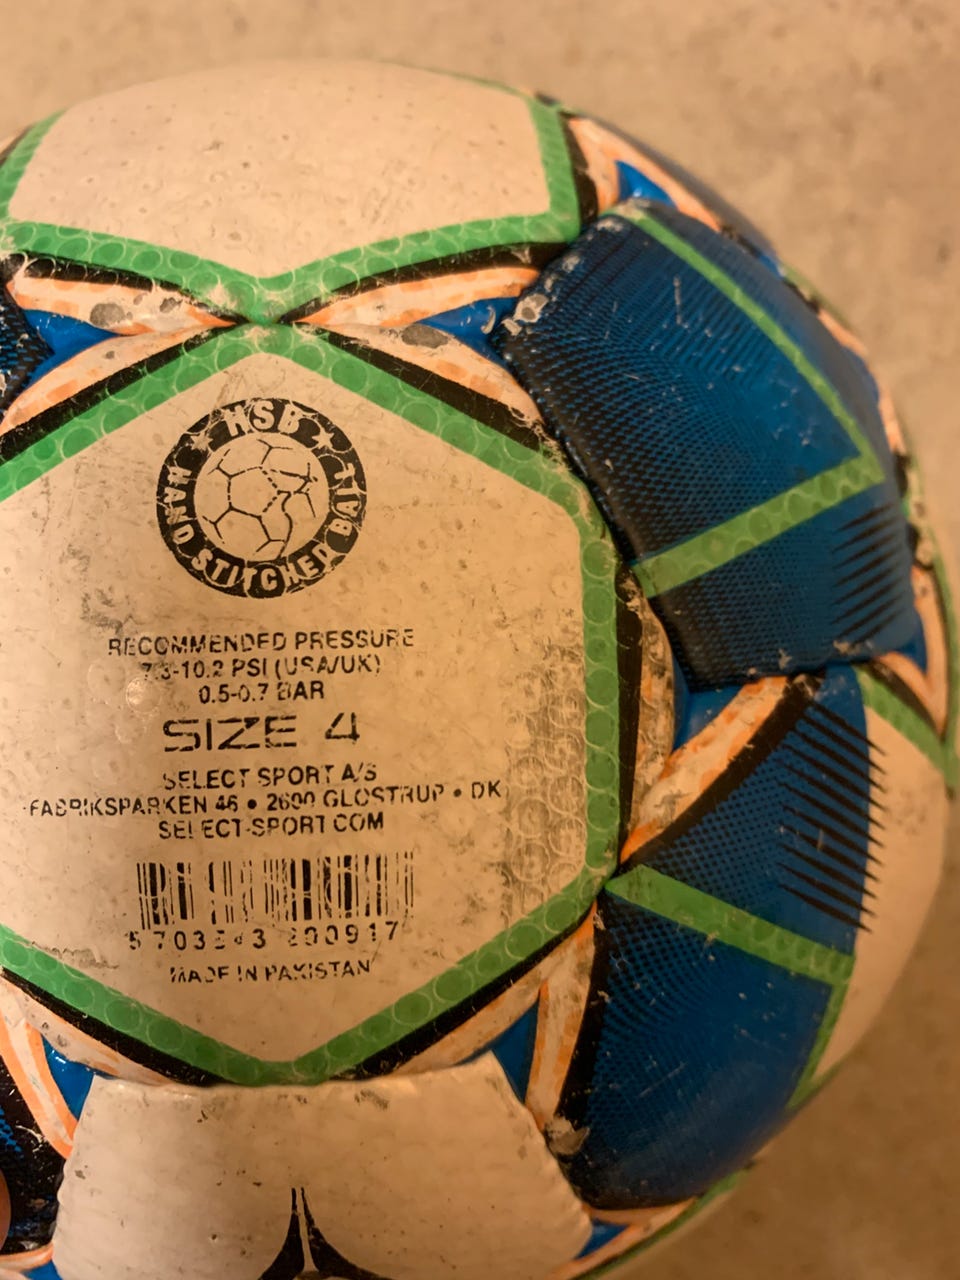 HSB
HAND STITCHED BALL
RECOMMENDED PRESSURE
7.3-10.2 PSI (USA/UK)
0.5-0.7 BAR
SIZE 4
SELECT SPORT A/S
FABRIKSPARKEN 46 • 2600 GLOSTRUP • DK
SELECT-SPORT.COM
MADE IN PAKISTAN